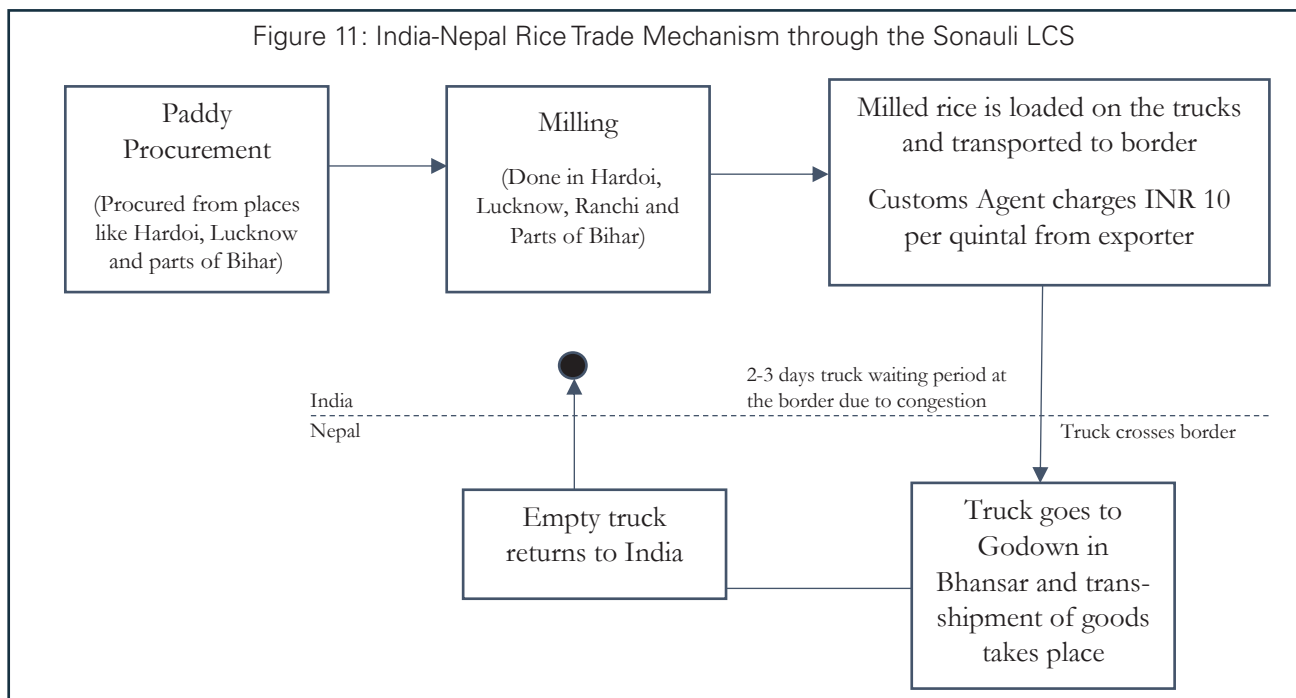 Figure 11: India-Nepal Rice Trade Mechanism through the Sonauli LCS
Paddy
Procurement
(Procured from places
like Hardoi, Lucknow
and parts of Bihar)
Milling
(Done in Hardoi,
Lucknow, Ranchi and
Parts of Bihar)
Milled rice is loaded on the trucks
and transported to border
Customs Agent charges INR 10
per quintal from exporter
2-3 days truck waiting period at
the border due to congestion
India
Nepal
Truck crosses border
Empty truck
returns to India
Truck goes to
Godown in
Bhansar and trans-
shipment of goods
takes place